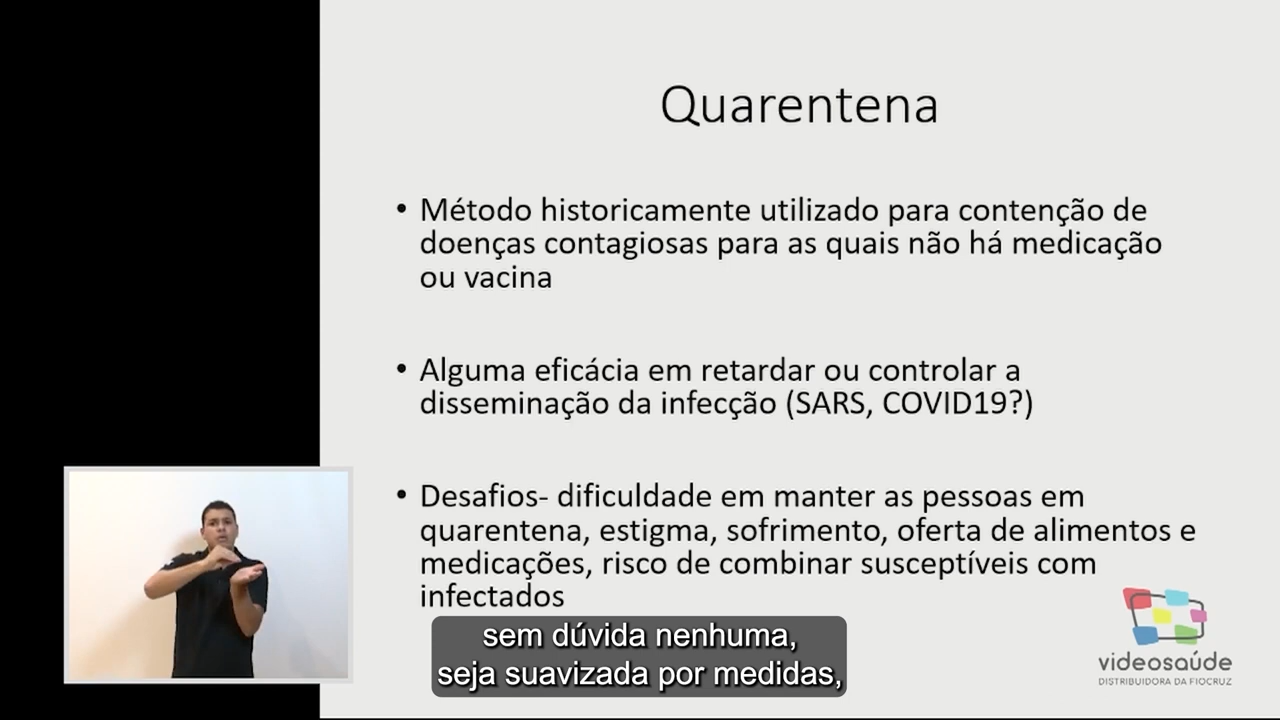 Quarentena
• Método historicamente utilizado para contenção de
doenças contagiosas para as quais não há medicação
ou vacina
• Alguma eficácia em retardar ou controlar a
disseminação da infecção (SARS, COVID19?)
• Desafios- dificuldade em manter as pessoas em
quarentena, estigma, sofrimento, oferta de alimentos e
medicações, risco de combinar susceptíveis com
infectados
sem dúvida nenhuma,
seja suavizada por medidas,
videosaúde
DISTRIBUIDORA DA FIOCRUZ